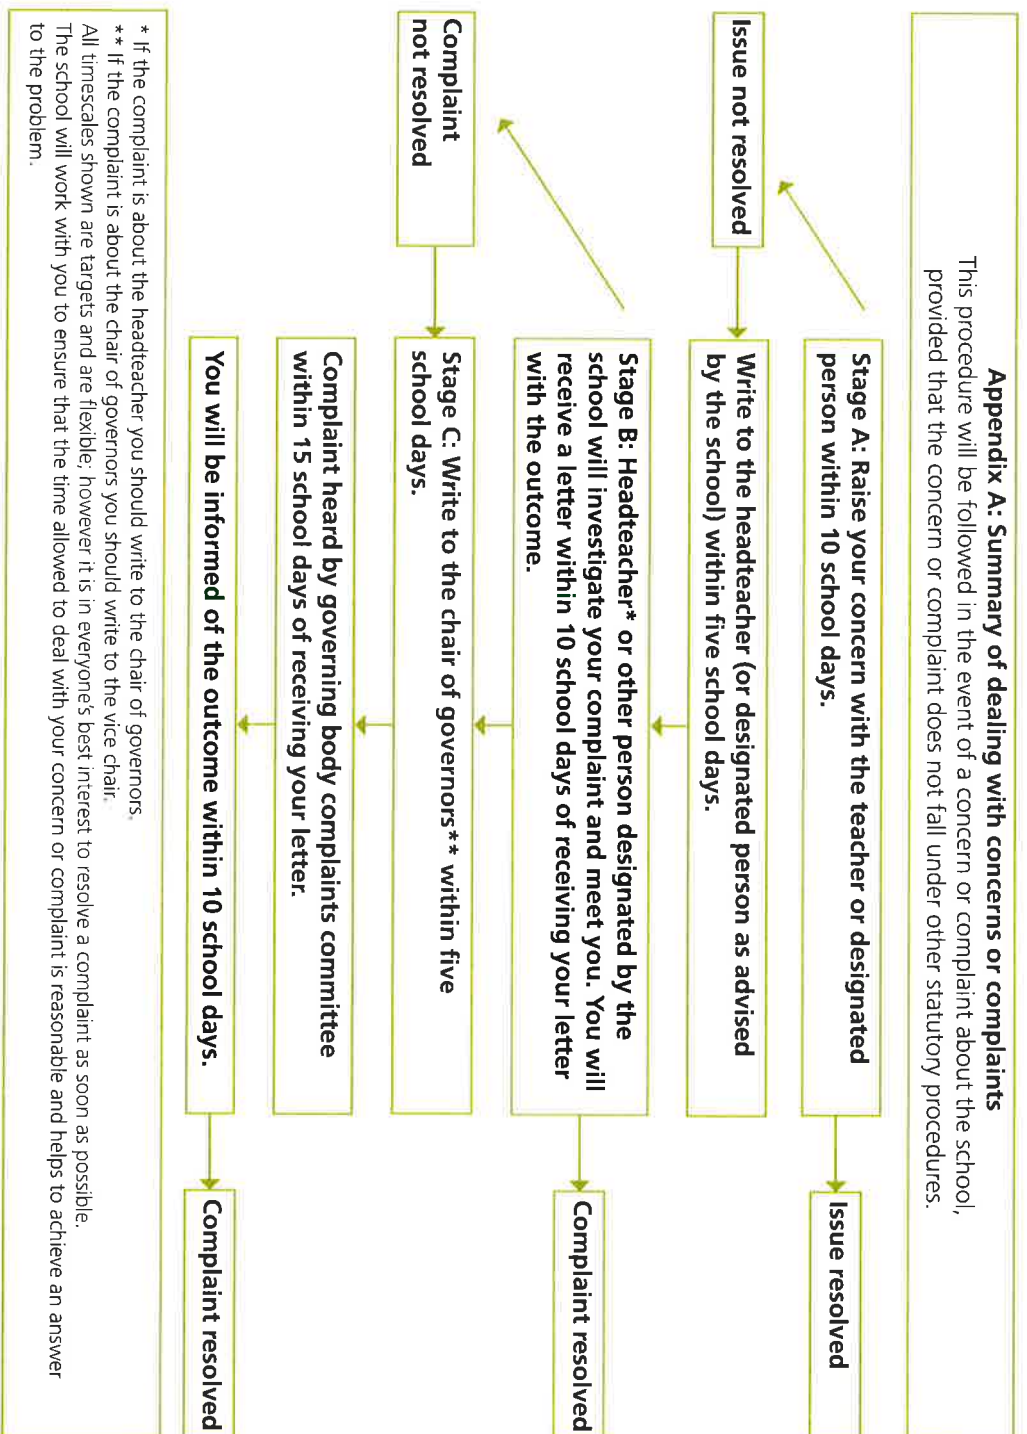 Appendix A: Summary of dealing with concerns or complaints
This procedure will be followed in the event of a concern or complaint about the school,
provided that the concern or complaint does not fall under other statutory procedures.
Stage A: Raise your concern with the teacher or designated
person within 10 school days.
Issue resolved
Issue not resolved
Write to the headteacher (or designated person as advised
by the school) within five school days.
Stage B: Headteacher* or other person designated by the
school will investigate your complaint and meet you. You will
receive a letter within 10 school days of receiving your letter
with the outcome.
Complaint resolved
Complaint
not resolved
Stage C: Write to the chair of governors** within five
school days.
Complaint heard by governing body complaints committee
within 15 school days of receiving your letter.
You will be informed of the outcome within 10 school days.
Complaint resolved
* If the complaint is about the headteacher you should write to the chair of governors.
** If the complaint is about the chair of governors you should write to the vice chair.
All timescales shown are targets and are flexible; however it is in everyone's best interest to resolve a complaint as soon as possible.
The school will work with you to ensure that the time allowed to deal with your concern or complaint is reasonable and helps to achieve an answer
to the problem.